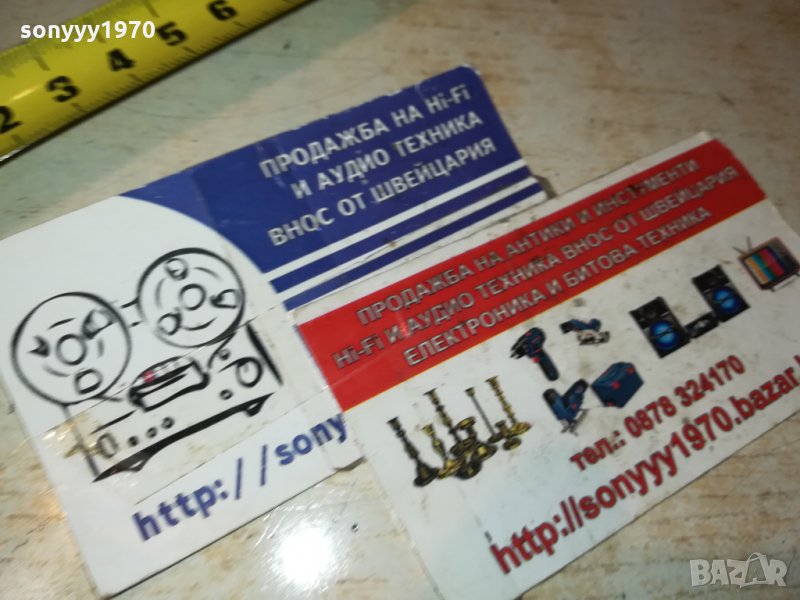 sonyyy1970
2 3 4 5 6
ПРОДАЖБА НА Hi-Fi
И АУДИО ТЕХНИКА
ВНОС ОТ ШВЕЙЦАРИЯ
http://sony
ПРОДАЖБА НА АНТИКИ И ИНСТЕМЕНТИ
Hi-Fi И АУДИО ТЕХНИКА ВНОС ОТ ШВЕЙЦАРИЯ
ЕЛЕКТРОНИКА И БИТОВА ТЕХНИКА
тел.: 0878 324170
http://sonyyy1970.bazar.
BAZAR